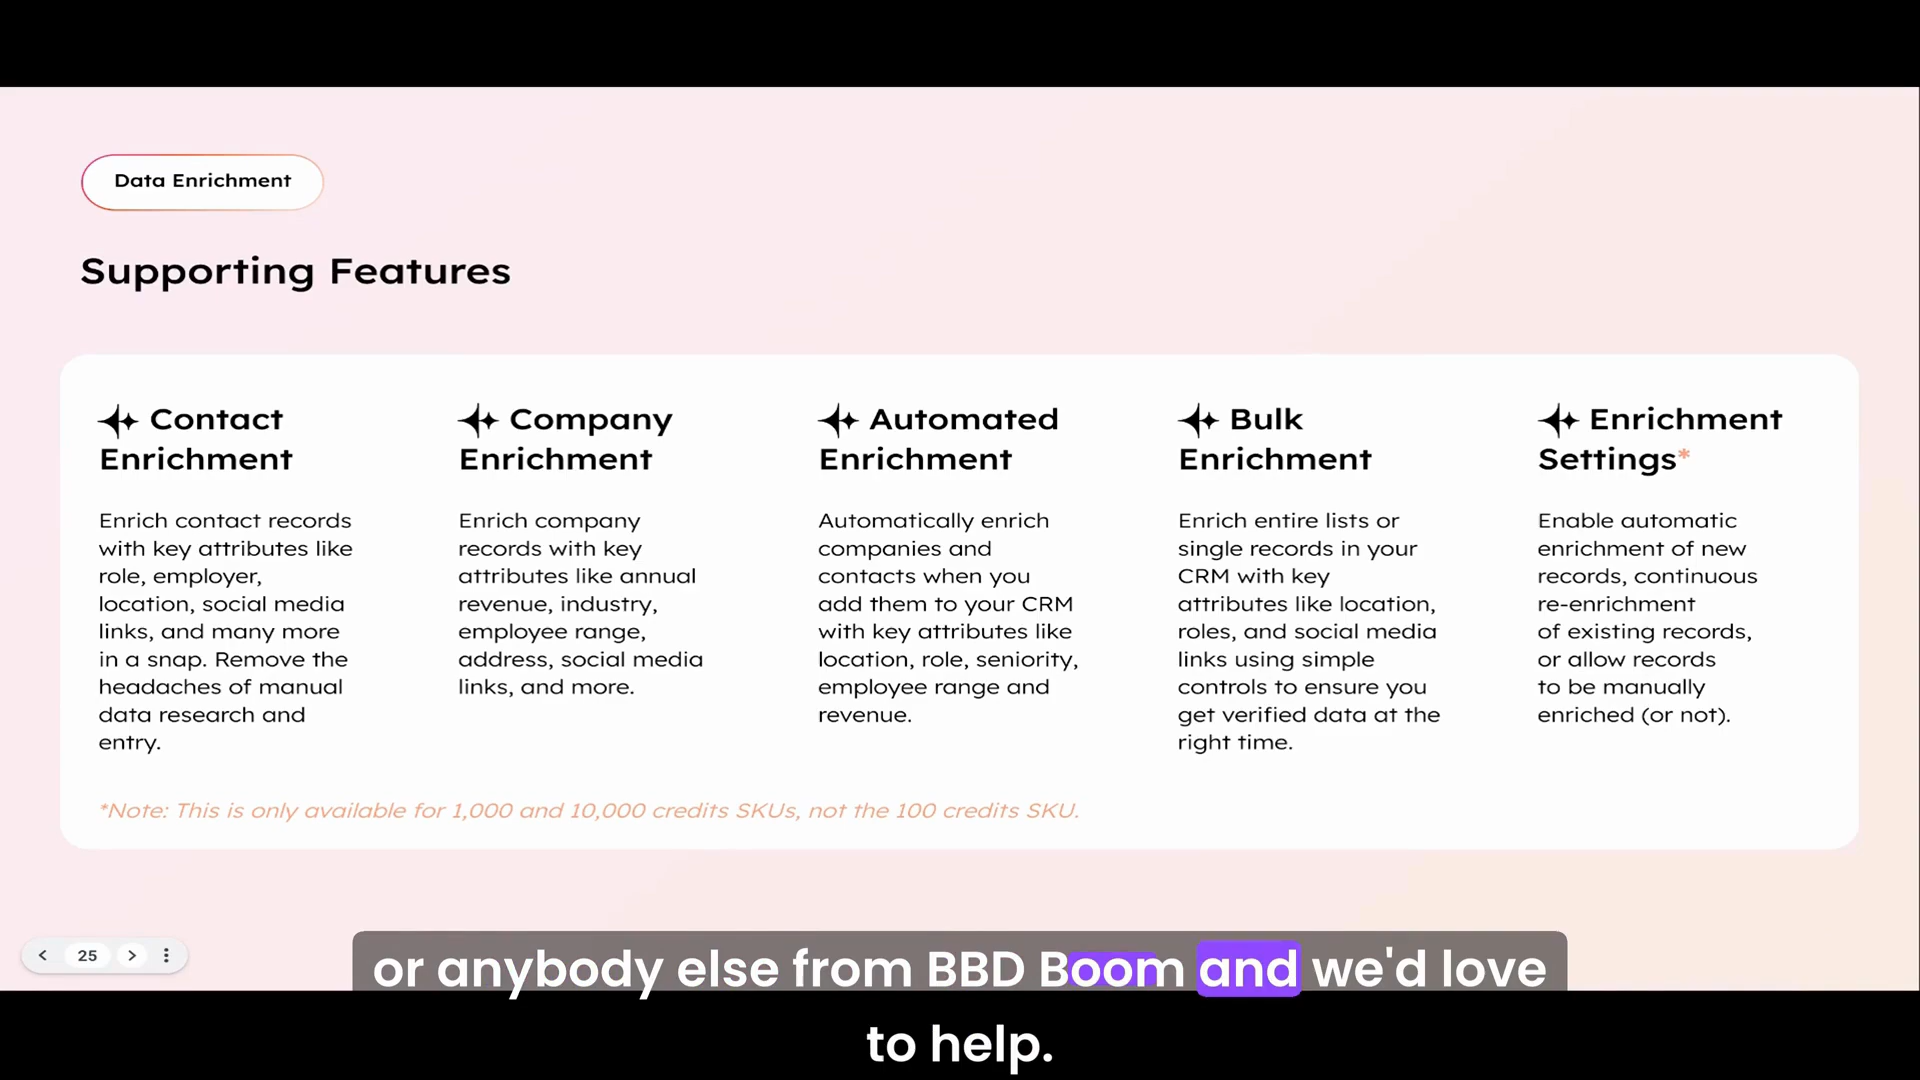 Data Enrichment
Supporting Features
Contact
Enrichment
Enrich contact records
with key attributes like
role, employer,
location, social media
links, and many more
in a snap. Remove the
headaches of manual
data research and
entry.
Company
Enrichment
Enrich company
records with key
attributes like annual
revenue, industry,
employee range,
address, social media
links, and more.
Automated
Enrichment
Automatically enrich
companies and
contacts when you
add them to your CRM
with key attributes like
location, role, seniority,
employee range and
revenue.
Bulk
Enrichment
Enrich entire lists or
single records in your
CRM with key
attributes like location,
roles, and social media
links using simple
controls to ensure you
get verified data at the
right time.
Enrichment
Settings*
Enable automatic
enrichment of new
records, continuous
re-enrichment
of existing records,
or allow records
to be manually
enriched (or not).
*Note: This is only available for 1,000 and 10,000 credits SKUs, not the 100 credits SKU.
25
or anybody else from BBD Boom and we'd love
to help.